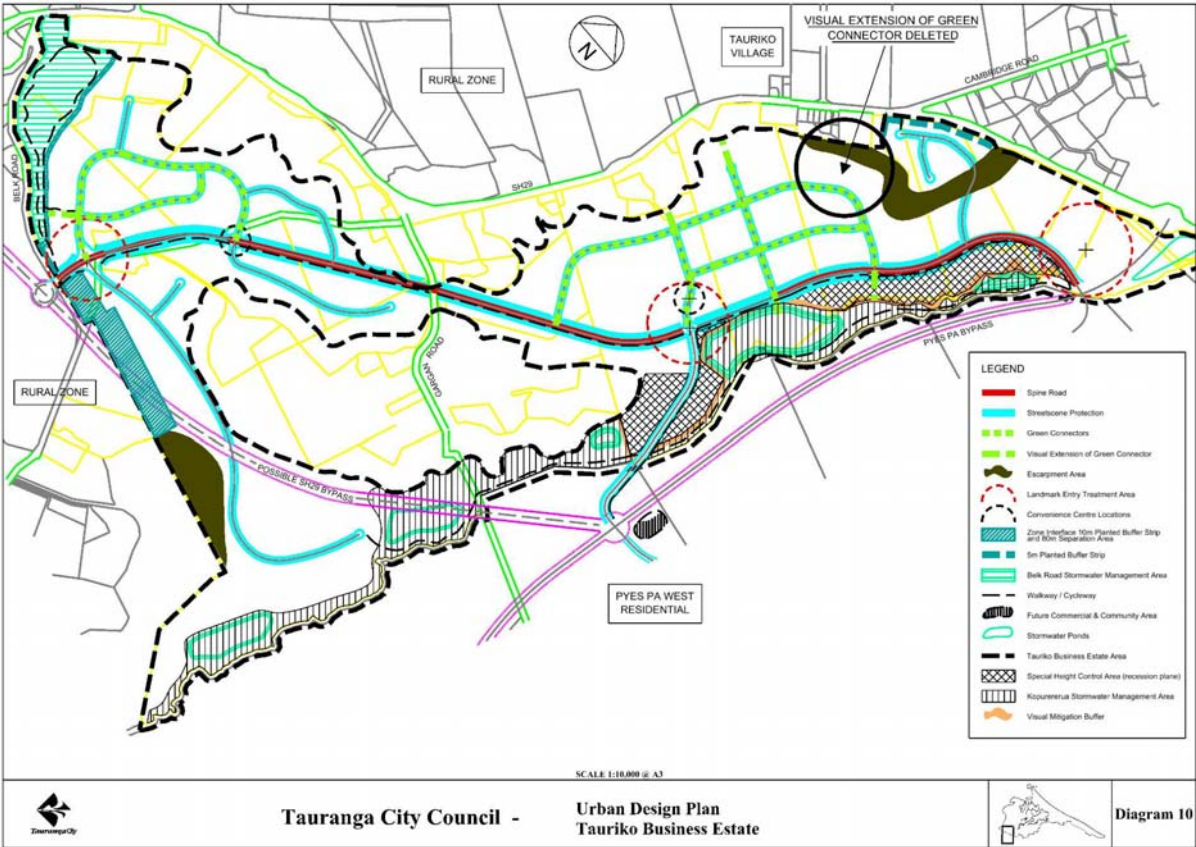 VISUAL EXTENSION OF GREEN
CONNECTOR DELETED
TAURIKO
VILLAGE
N
RURAL ZONE
CAMBRIDGE ROAD
BELK ROAD
SH29
GARGAN
ROAD
PYES PA BYPASS
RURAL ZONE
POSSIBLE SH29 BYPASS
PYES PA WEST
RESIDENTIAL
LEGEND
Spine Road
Streetscene Protection
Green Connectors
Visual Extension of Green Connector
Escarpment Area
Landmark Entry Treatment Area
Convenience Centre Locations
Zone Interface 10m Planted Buffer Strip
and 80m Separation Area
5m Planted Buffer Strip
Belk Road Stormwater Management Area
Walkway / Cycleway
Future Commercial & Community Area
Stormwater Ponds
Tauriko Business Estate Area
Special Height Control Area (recession plane)
Kopurererua Stormwater Management Area
Visual Mitigation Buffer
SCALE 1:10,000 @ A3
Tauranga City
Tauranga City Council -
Urban Design Plan
Tauriko Business Estate
Diagram 10